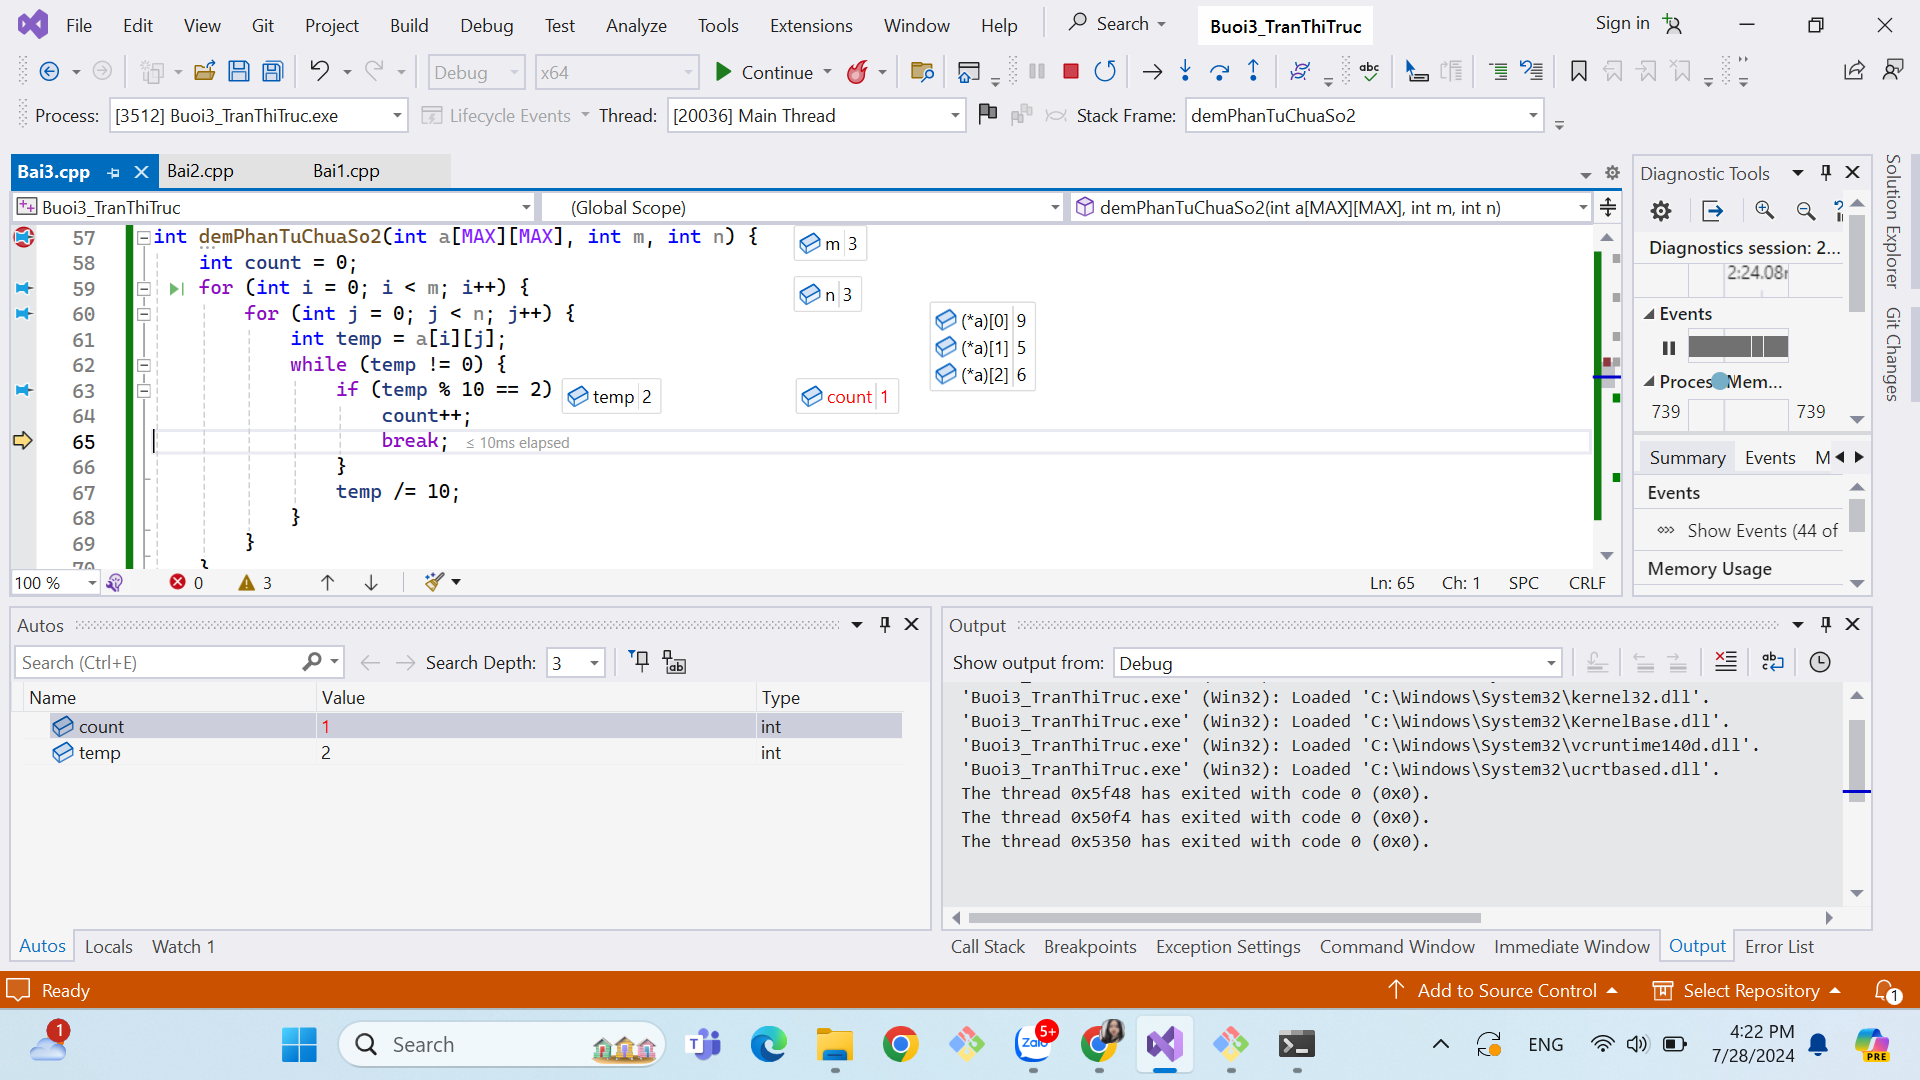 File Edit View Git Project Build Debug Test Analyze Tools Extensions Window Help Search Buoi3_TranThiTruc Sign in
Debug x64 Continue
Process: [3512] Buoi3_TranThiTruc.exe Lifecycle Events Thread: [20036] Main Thread Stack Frame: demPhanTuChuaSo2
Bai3.cpp Bai2.cpp Bai1.cpp
Buoi3_TranThiTruc (Global Scope) demPhanTuChuaSo2(int a[MAX][MAX], int m, int n)
57 int demPhanTuChuaSo2(int a[MAX][MAX], int m, int n) { m 3
58 int count = 0;
59 for (int i = 0; i < m; i++) { n 3
60 for (int j = 0; j < n; j++) { (*a)[0] 9
61 int temp = a[i][j]; (*a)[1] 5
62 while (temp != 0) { (*a)[2] 6
63 if (temp % 10 == 2) temp 2 count 1
64 count++;
65 break; ≤ 10ms elapsed
66 }
67 temp /= 10;
68 }
69 }
100 % 0 3 Ln: 65 Ch: 1 SPC CRLF
Diagnostic Tools
Diagnostics session: 2...
2:24.08
Events
Proces Mem...
739 739
Summary Events M
Events
Show Events (44 of
Memory Usage
Solution Explorer
Git Changes
Autos
Search (Ctrl+E) Search Depth: 3
Name Value Type
count 1 int
temp 2 int
Autos Locals Watch 1
Output
Show output from: Debug
'Buoi3_TranThiTruc.exe' (Win32): Loaded 'C:\Windows\System32\kernel32.dll'.
'Buoi3_TranThiTruc.exe' (Win32): Loaded 'C:\Windows\System32\KernelBase.dll'.
'Buoi3_TranThiTruc.exe' (Win32): Loaded 'C:\Windows\System32\vcruntime140d.dll'.
'Buoi3_TranThiTruc.exe' (Win32): Loaded 'C:\Windows\System32\ucrtbased.dll'.
The thread 0x5f48 has exited with code 0 (0x0).
The thread 0x50f4 has exited with code 0 (0x0).
The thread 0x5350 has exited with code 0 (0x0).
Call Stack Breakpoints Exception Settings Command Window Immediate Window Output Error List
Ready Add to Source Control Select Repository 1
1 Search 5+ Zalo ENG 4:22 PM
7/28/2024 PRE